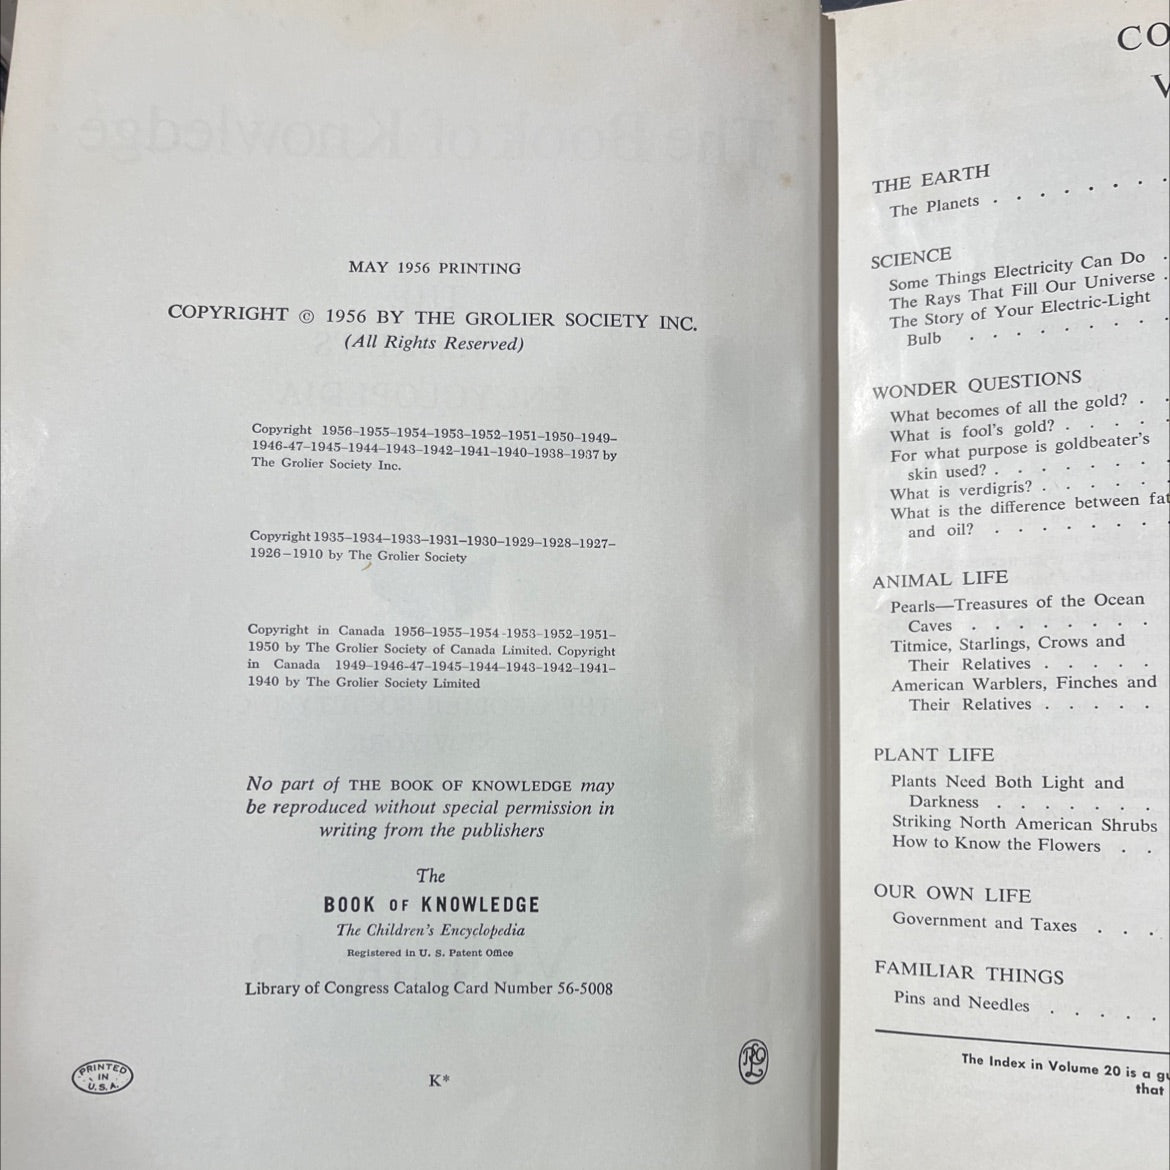 The Book of Knowledge
MAY 1956 PRINTING
COPYRIGHT © 1956 BY THE GROLIER SOCIETY INC.
(All Rights Reserved)
Copyright 1956–1955–1954–1953–1952–1951–1950–1949–
1946-47–1945–1944–1943–1942–1941–1940–1938–1937 by
The Grolier Society Inc.
Copyright 1935–1934–1933–1931–1930–1929–1928–1927–
1926–1910 by The Grolier Society
Copyright in Canada 1956–1955–1954-1953–1952–1951–
1950 by The Grolier Society of Canada Limited. Copyright
in Canada 1949–1946-47–1945–1944–1943–1942–1941–
1940 by The Grolier Society Limited
No part of THE BOOK OF KNOWLEDGE may
be reproduced without special permission in
writing from the publishers
The
BOOK OF KNOWLEDGE
The Children's Encyclopedia
Registered in U. S. Patent Office
Library of Congress Catalog Card Number 56-5008
PRINTED
IN
U.S.A.
K*
CO
V
THE EARTH
The Planets . . . . . . . .
SCIENCE
Some Things Electricity Can Do .
The Rays That Fill Our Universe .
The Story of Your Electric-Light
Bulb . . . . . . . .
WONDER QUESTIONS
What becomes of all the gold? . .
What is fool's gold? . . . . .
For what purpose is goldbeater's
skin used? . . . . . . . .
What is verdigris? . . . . . .
What is the difference between fat
and oil? . . . . . . . .
ANIMAL LIFE
Pearls—Treasures of the Ocean
Caves . . . . . . . .
Titmice, Starlings, Crows and
Their Relatives . . . . .
American Warblers, Finches and
Their Relatives . . . . .
PLANT LIFE
Plants Need Both Light and
Darkness . . . . . . .
Striking North American Shrubs
How to Know the Flowers . .
OUR OWN LIFE
Government and Taxes . . .
FAMILIAR THINGS
Pins and Needles . . . . .
The Index in Volume 20 is a gu
that